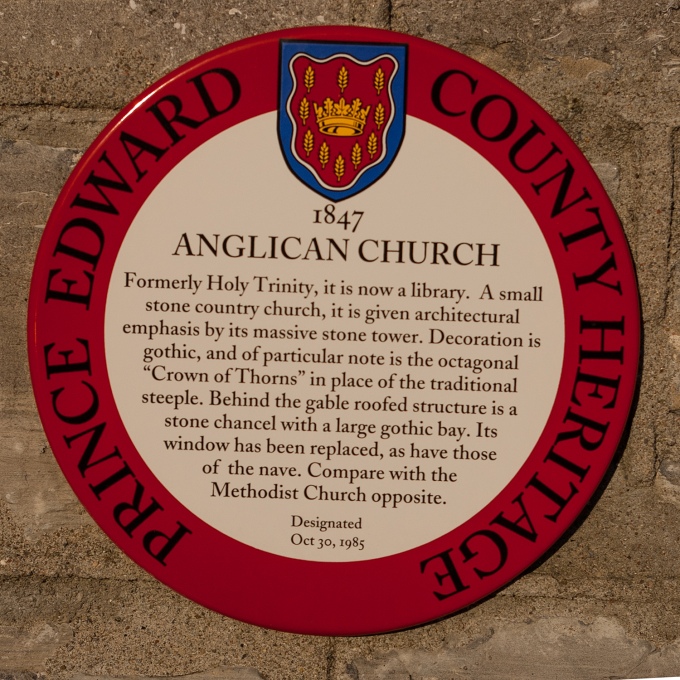 PRINCE EDWARD COUNTY HERITAGE
1847
ANGLICAN CHURCH
Formerly Holy Trinity, it is now a library. A small
stone country church, it is given architectural
emphasis by its massive stone tower. Decoration is
gothic, and of particular note is the octagonal
“Crown of Thorns” in place of the traditional
steeple. Behind the gable roofed structure is a
stone chancel with a large gothic bay. Its
window has been replaced, as have those
of the nave. Compare with the
Methodist Church opposite.
Designated
Oct 30, 1985